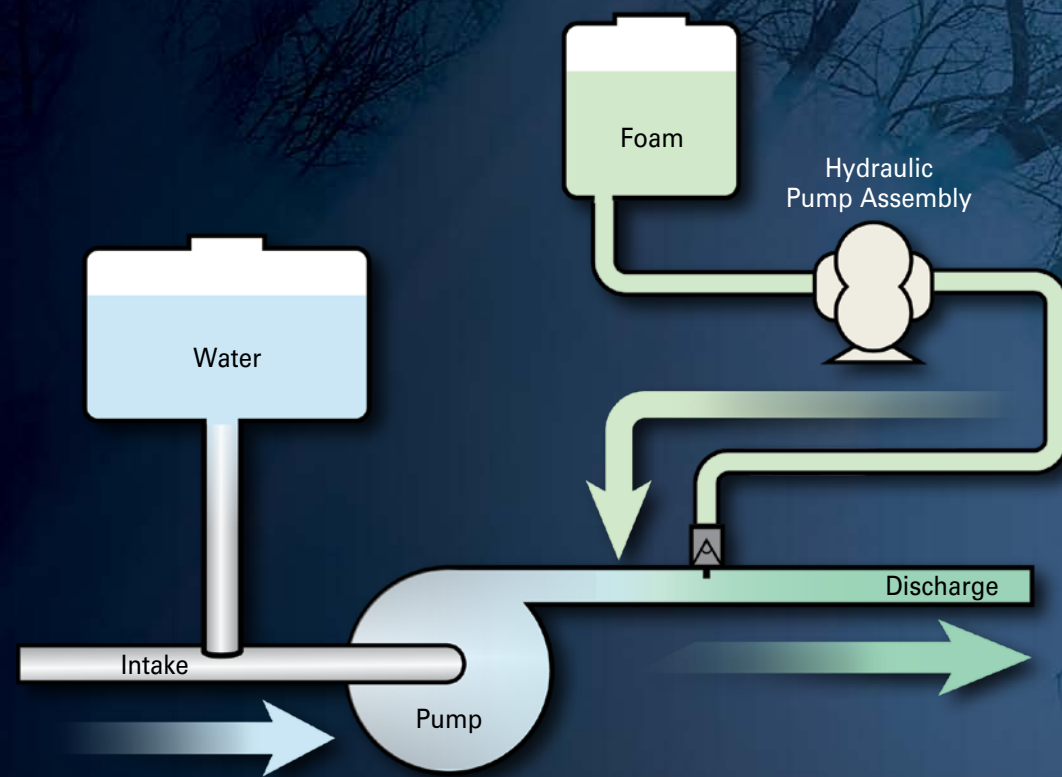 Foam
Hydraulic
Pump Assembly
Water
Discharge
Intake
Pump